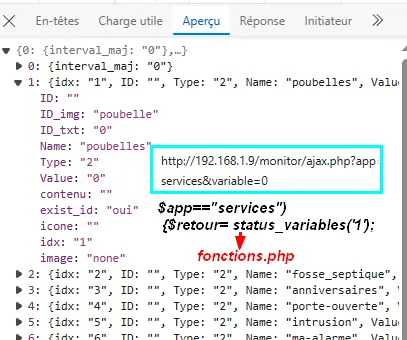 En-têtes Charge utile Aperçu Réponse Initiateur
{0: {interval_maj: "0"},…}
0: {interval_maj: "0"}
1: {idx: "1", ID: "", Type: "2", Name: "poubelles", Value
ID: ""
ID_img: "poubelle"
ID_txt: "0"
Name: "poubelles"
Type: "2"
Value: "0"
contenu: ""
exist_id: "oui"
icone: ""
idx: "1"
image: "none"
http://192.168.1.9/monitor/ajax.php?app
services&variable=0
$app=="services")
{$retour= status_variables('1');
fonctions.php
2: {idx: "2", ID: "", Type: "2", Name: "fosse_septique",
3: {idx: "3", ID: "", Type: "2", Name: "anniversaires", V
4: {idx: "4", ID: "", Type: "2", Name: "porte-ouverte", V
5: {idx: "5", ID: "", Type: "2", Name: "intrusion", Value
6: {idx: "6", ID: "", Type: "2", Name: "ma-alarme", Value